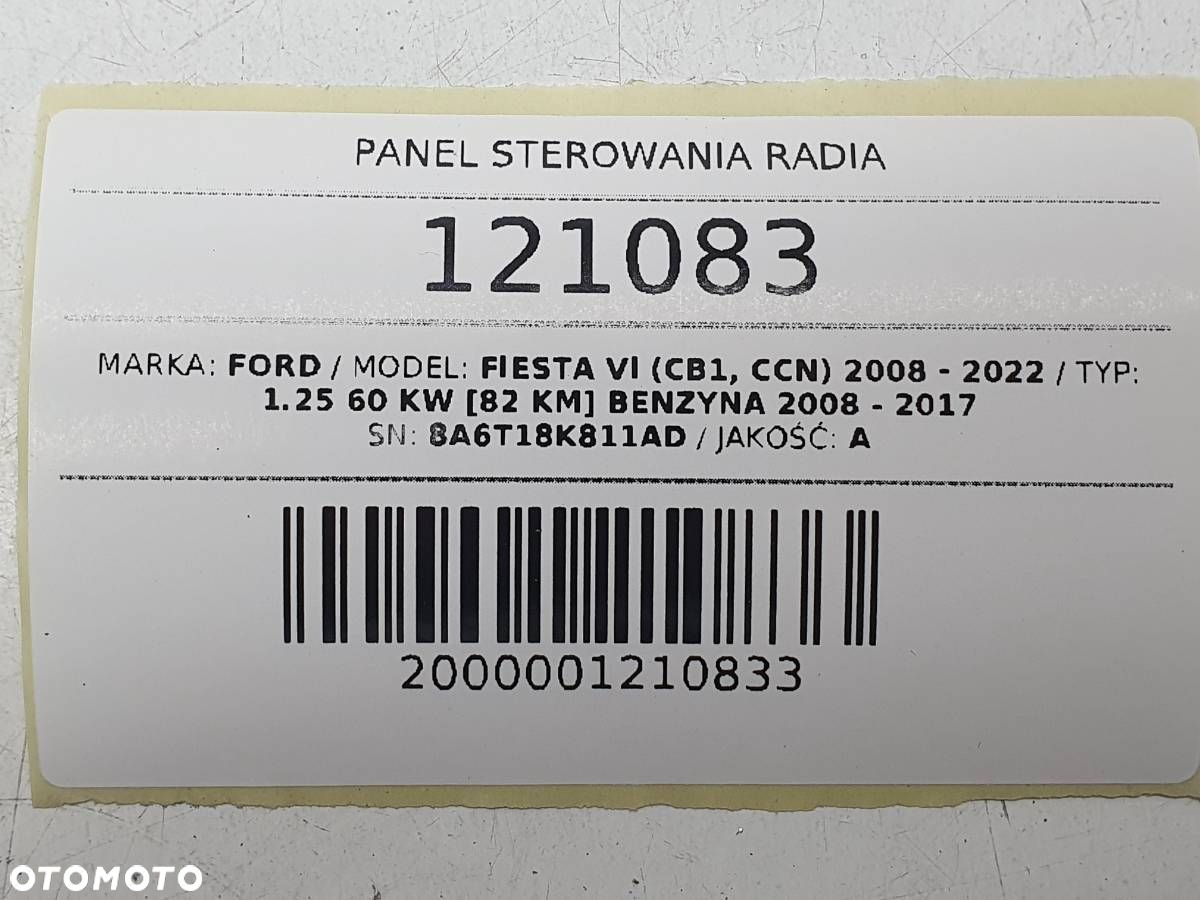 PANEL STEROWANIA RADIA
121083
MARKA: FORD / MODEL: FIESTA VI (CB1, CCN) 2008 - 2022 / TYP:
1.25 60 KW [82 KM] BENZYNA 2008 - 2017
SN: 8A6T18K811AD / JAKOŚĆ: A
2000001210833
OTOMOTO